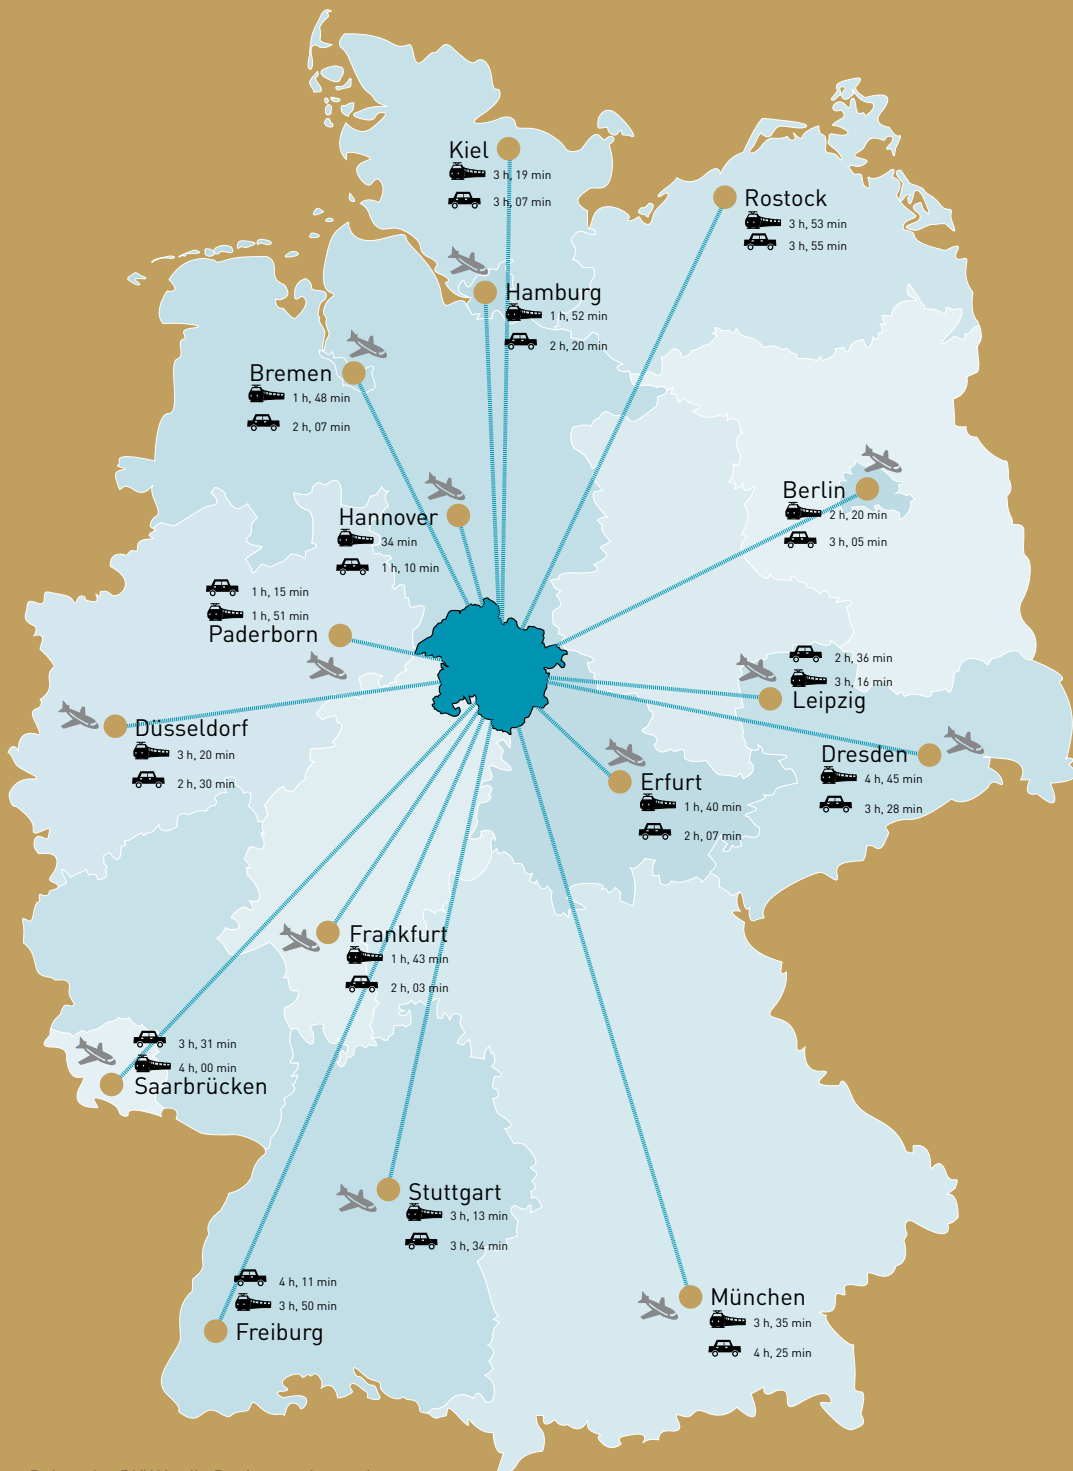 Kiel
3 h, 19 min
3 h, 07 min
Rostock
3 h, 53 min
3 h, 55 min
Hamburg
1 h, 52 min
2 h, 20 min
Bremen
1 h, 48 min
2 h, 07 min
Berlin
2 h, 20 min
3 h, 05 min
Hannover
34 min
1 h, 10 min
1 h, 15 min
1 h, 51 min
Paderborn
2 h, 36 min
3 h, 16 min
Leipzig
Düsseldorf
3 h, 20 min
2 h, 30 min
Dresden
4 h, 45 min
3 h, 28 min
Erfurt
1 h, 40 min
2 h, 07 min
Frankfurt
1 h, 43 min
2 h, 03 min
3 h, 31 min
4 h, 00 min
Saarbrücken
Stuttgart
3 h, 13 min
3 h, 34 min
4 h, 11 min
3 h, 50 min
Freiburg
München
3 h, 35 min
4 h, 25 min